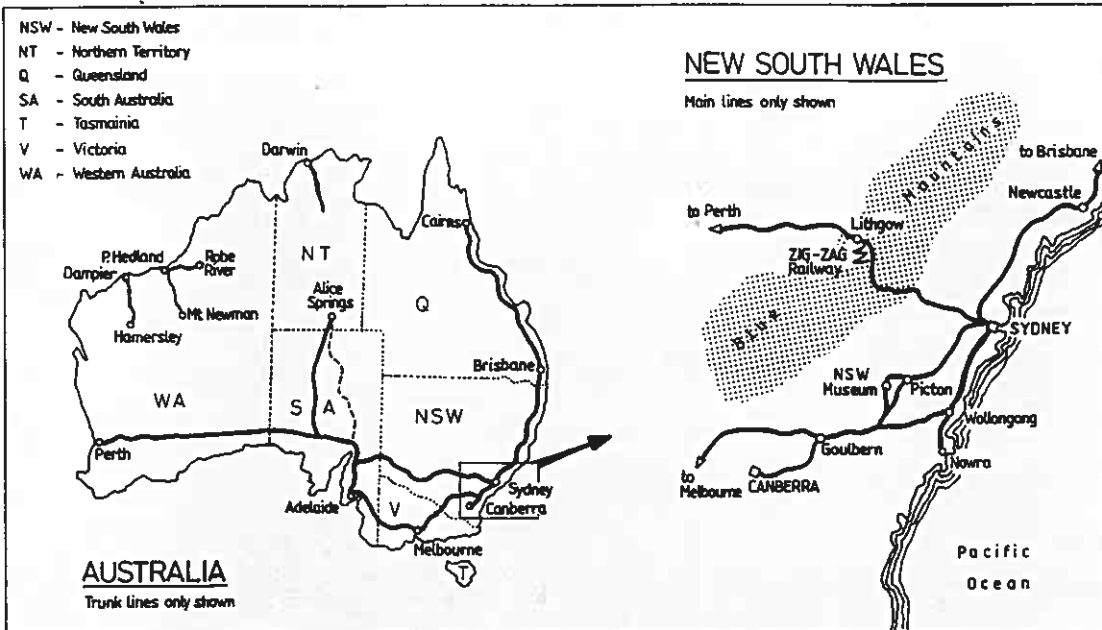 NSW - New South Wales
NT - Northern Territory
Q - Queensland
SA - South Australia
T - Tasmainia
V - Victoria
WA - Western Australia
Darwin
Cairns
P. Hedland
Robe
River
Dampier
Mt. Newman
Hamersley
NT
Alice
Springs
Q
Brisbane
WA
S A
NSW
Perth
Adelaide
V
Sydney
Canberra
Melbourne
T
AUSTRALIA
Trunk lines only shown
NEW SOUTH WALES
Main lines only shown
Blue Mountains
to Brisbane
Newcastle
to Perth
Lithgow
ZIG-ZAG
Railway
SYDNEY
NSW
Museum
Picton
Wollongang
Goulbern
Nowra
to
Melbourne
CANBERRA
Pacific
Ocean